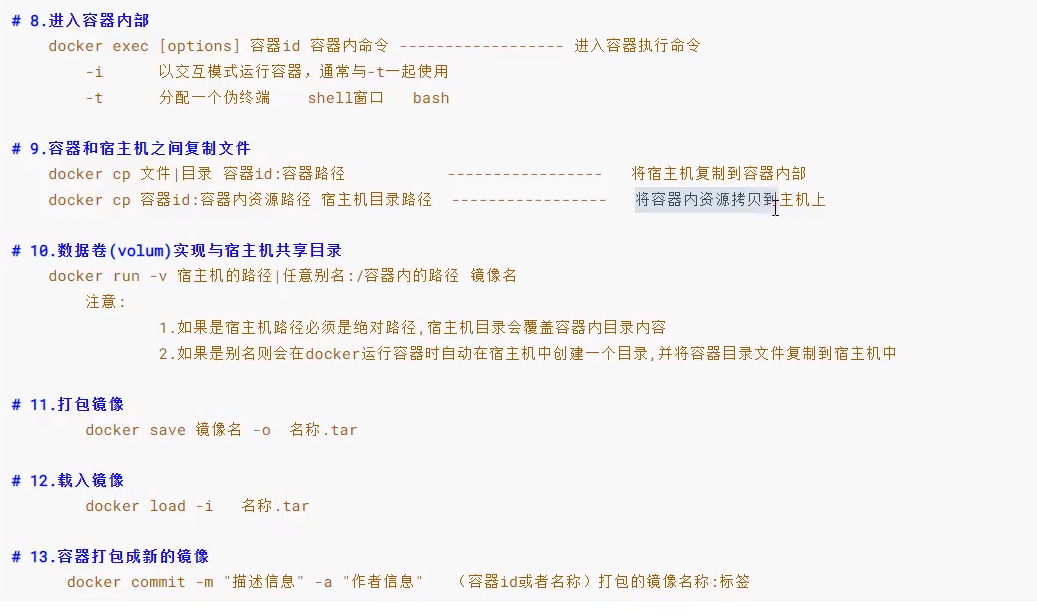 # 8.进入容器内部
docker exec [options] 容器id 容器内命令 ------------------ 进入容器执行命令
-i 以交互模式运行容器，通常与-t一起使用
-t 分配一个伪终端 shell窗口 bash
# 9.容器和宿主机之间复制文件
docker cp 文件|目录 容器id:容器路径 ----------------- 将宿主机复制到容器内部
docker cp 容器id:容器内资源路径 宿主机目录路径 ----------------- 将容器内资源拷贝到主机上
# 10.数据卷(volum)实现与宿主机共享目录
docker run -v 宿主机的路径|任意别名:/容器内的路径 镜像名
注意:
1.如果是宿主机路径必须是绝对路径,宿主机目录会覆盖容器内目录内容
2.如果是别名则会在docker运行容器时自动在宿主机中创建一个目录,并将容器目录文件复制到宿主机中
# 11.打包镜像
docker save 镜像名 -o 名称.tar
# 12.载入镜像
docker load -i 名称.tar
# 13.容器打包成新的镜像
docker commit -m "描述信息" -a "作者信息" （容器id或者名称）打包的镜像名称:标签